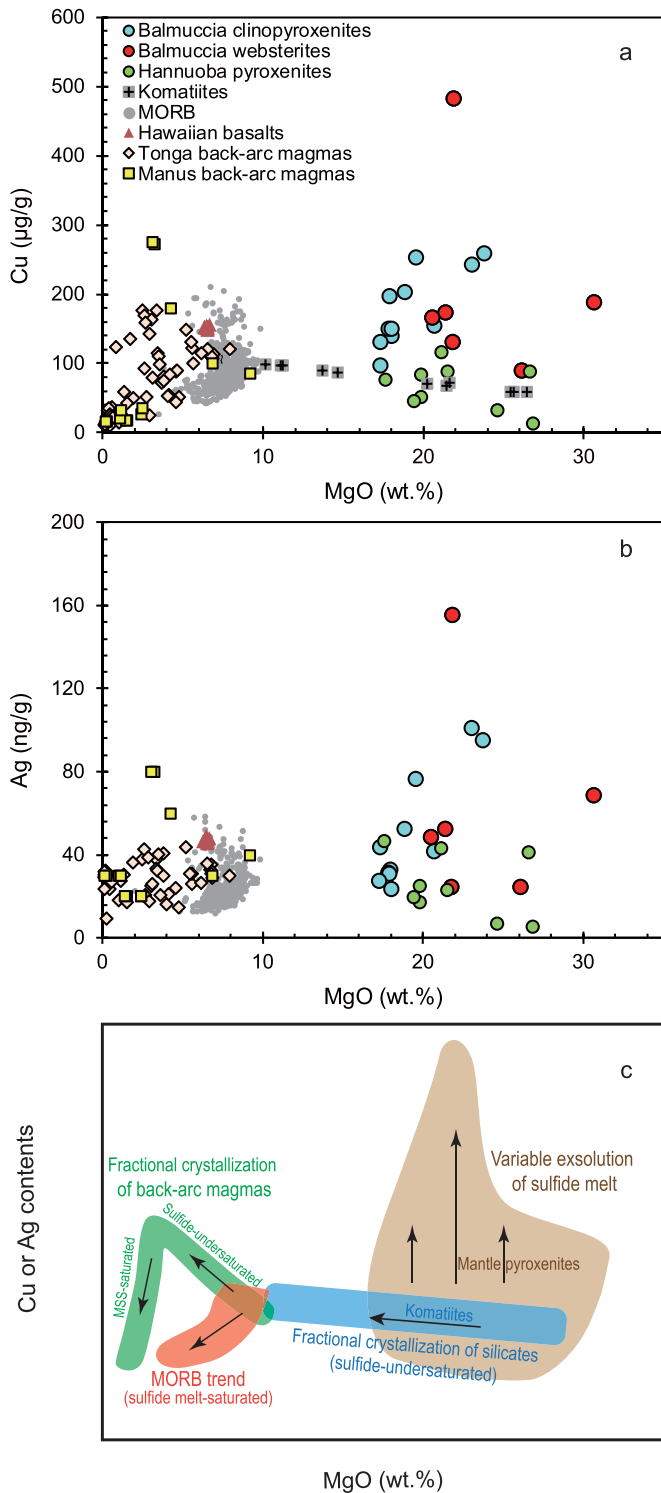 600
500
400
300
200
100
0
0
10
20
30
Cu (µg/g)
MgO (wt.%)
a
Balmuccia clinopyroxenites
Balmuccia websterites
Hannuoba pyroxenites
Komatiites
MORB
Hawaiian basalts
Tonga back-arc magmas
Manus back-arc magmas
200
160
120
80
40
0
0
10
20
30
Ag (ng/g)
MgO (wt.%)
b
c
Cu or Ag contents
Fractional crystallization
of back-arc magmas
Sulfide-undersaturated
MSS-saturated
Variable exsolution
of sulfide melt
Mantle pyroxenites
Komatiites
Fractional crystallization of silicates
(sulfide-undersaturated)
MORB trend
(sulfide melt-saturated)
MgO (wt.%)